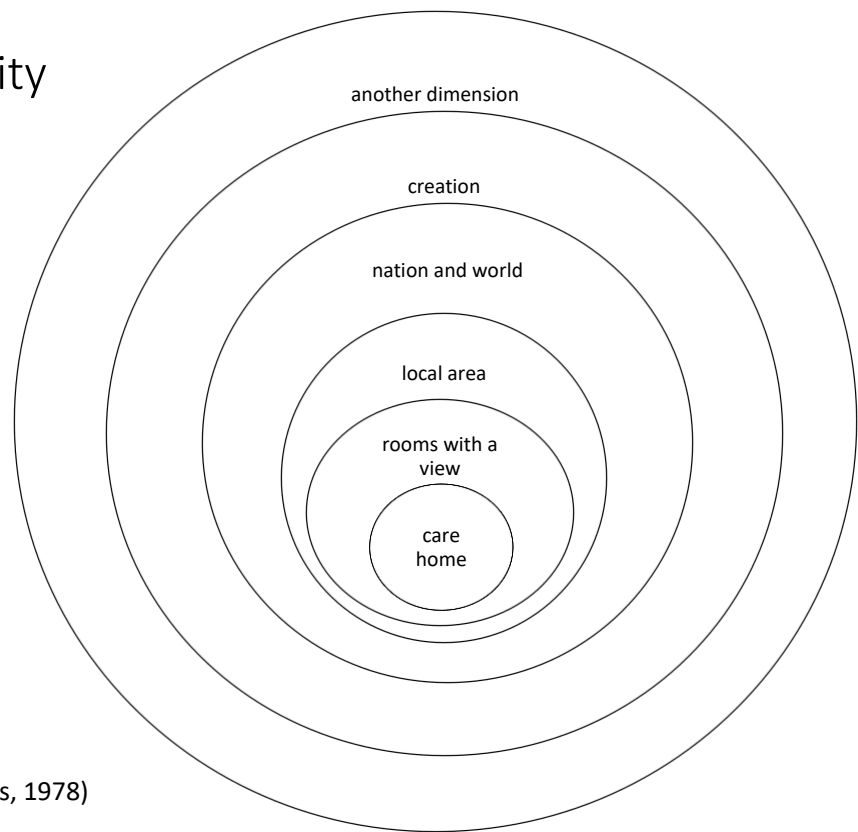 ity
another dimension
creation
nation and world
local area
rooms with a
view
care
home
s, 1978)